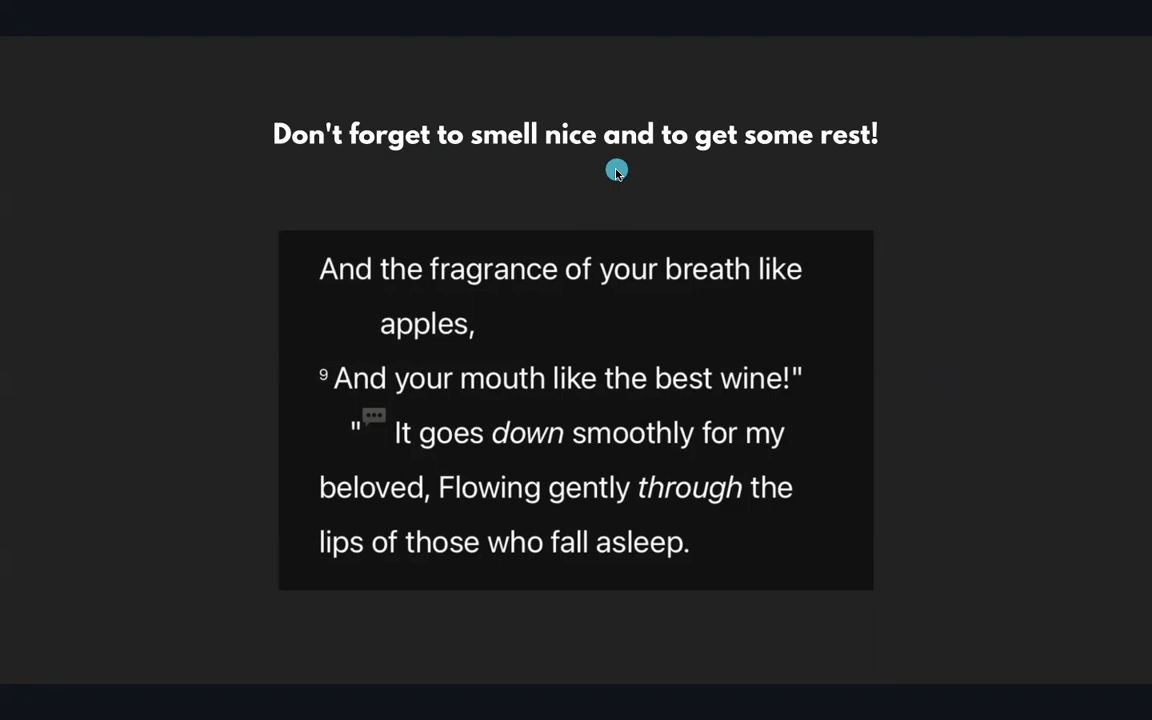 Don't forget to smell nice and to get some rest!
And the fragrance of your breath like
apples,
9 And your mouth like the best wine!"
" It goes down smoothly for my
beloved, Flowing gently through the
lips of those who fall asleep.